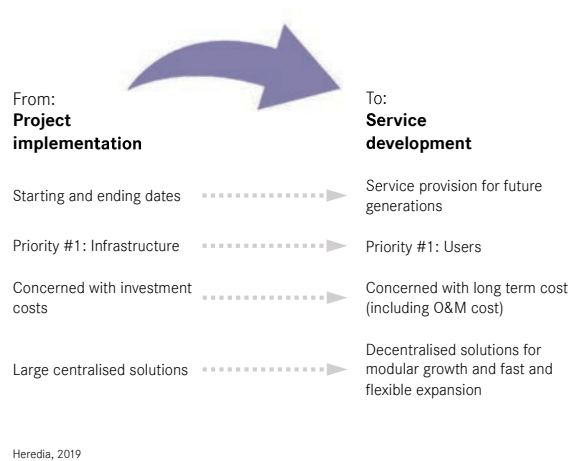 From:
Project
implementation
To:
Service
development
Starting and ending dates
Service provision for future
generations
Priority #1: Infrastructure
Priority #1: Users
Concerned with investment
costs
Concerned with long term cost
(including O&M cost)
Large centralised solutions
Decentralised solutions for
modular growth and fast and
flexible expansion
Heredia, 2019